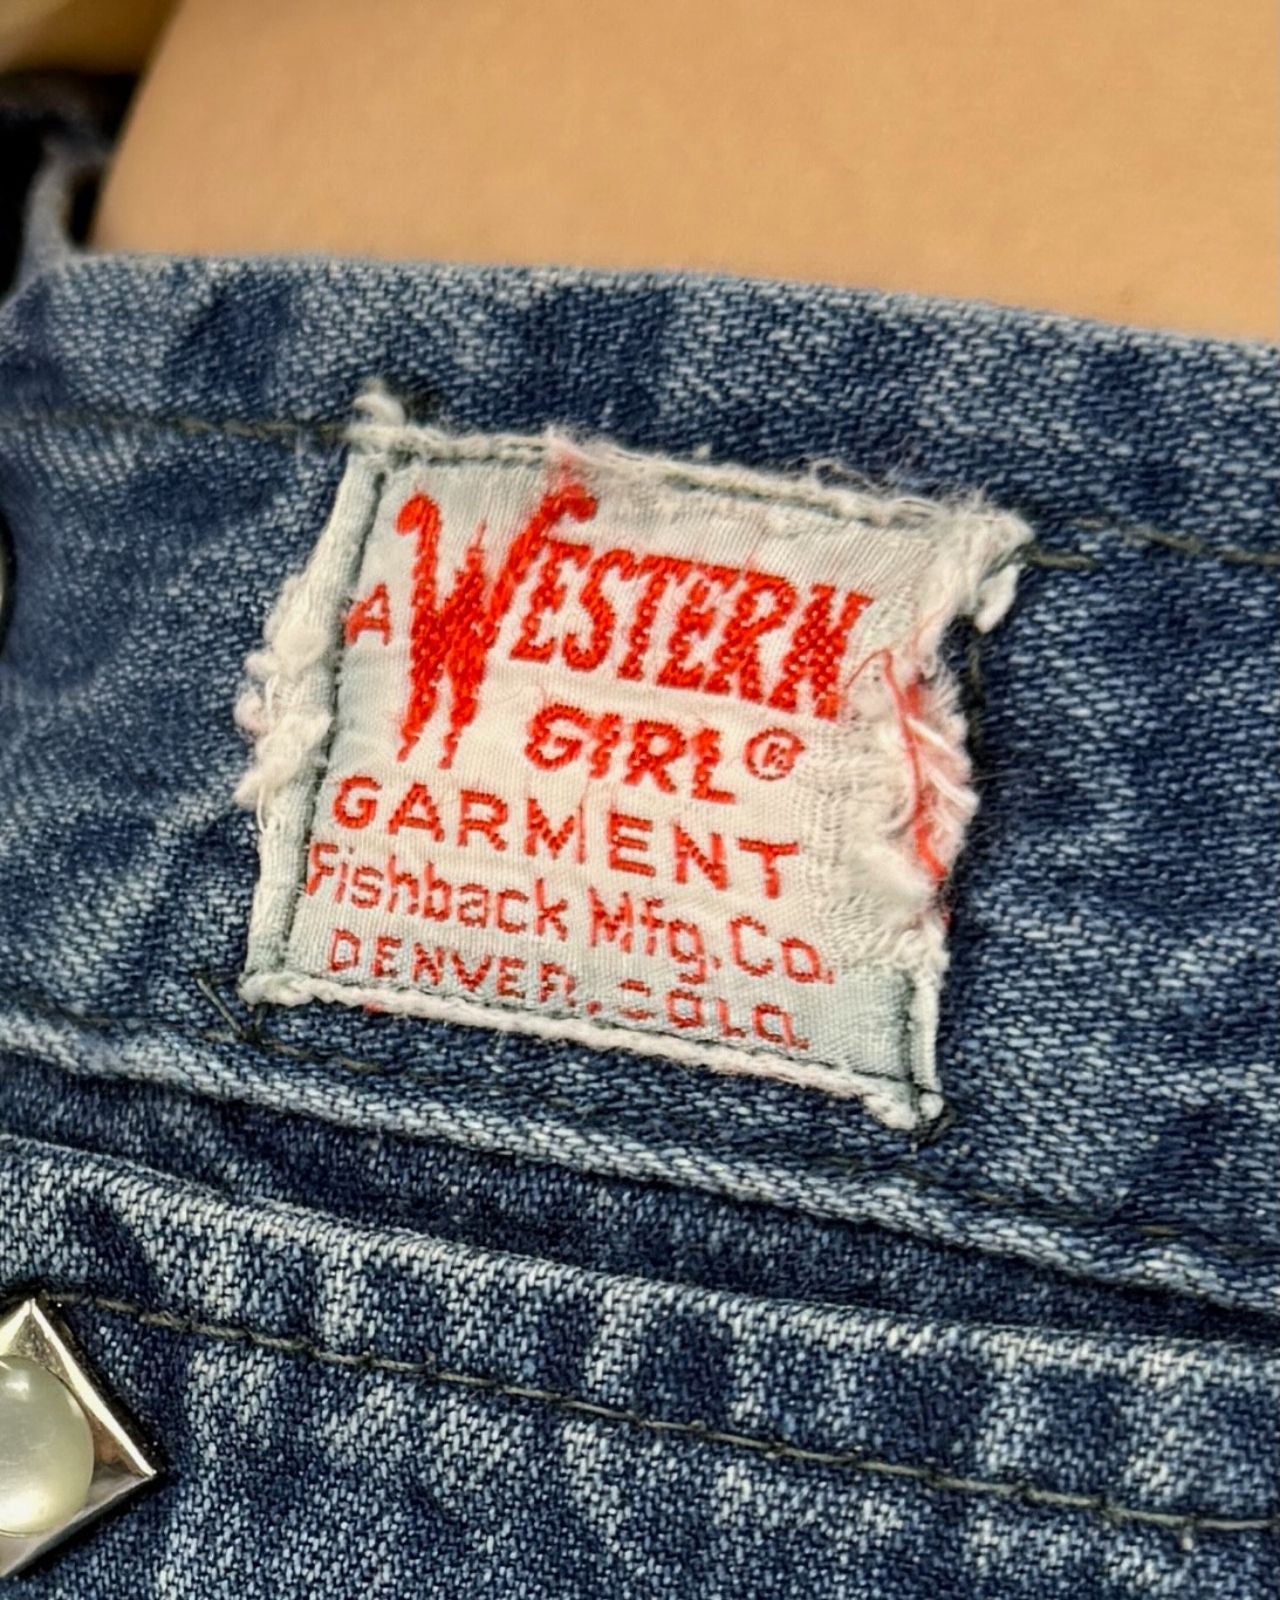 A WESTERN
GIRL®
GARMENT
Fishback Mfg. Co.
DENVER, COLO.